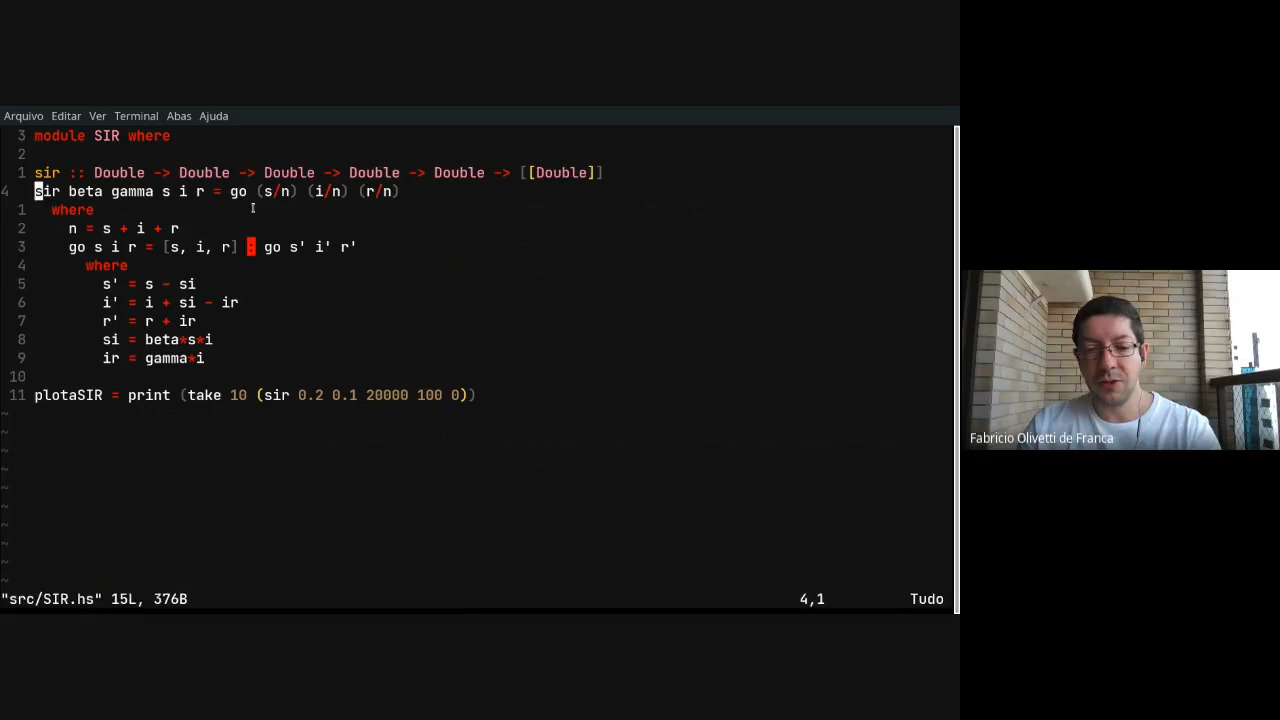 Arquivo Editar Ver Terminal Abas Ajuda
3 module SIR where
2
1 sir :: Double -> Double -> Double -> Double -> Double -> [[Double]]
4 sir beta gamma s i r = go (s/n) (i/n) (r/n)
1 where
2 n = s + i + r
3 go s i r = [s, i, r] : go s' i' r'
4 where
5 s' = s - si
6 i' = i + si - ir
7 r' = r + ir
8 si = beta*s*i
9 ir = gamma*i
10
11 plotaSIR = print (take 10 (sir 0.2 0.1 20000 100 0))
~
~
~
~
~
~
~
~
~
~
"src/SIR.hs" 15L, 376B 4,1 Tudo
Fabricio Olivetti de Franca